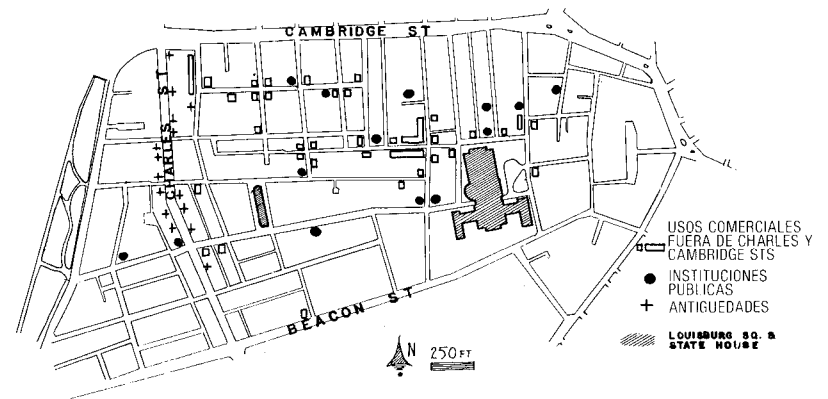 CAMBRIDGE ST
CHARLES ST
BEACON ST
N
250 FT
USOS COMERCIALES
FUERA DE CHARLES Y
CAMBRIDGE STS
INSTITUCIONES
PUBLICAS
ANTIGUEDADES
LOUISBURG SQ. &
STATE HOUSE